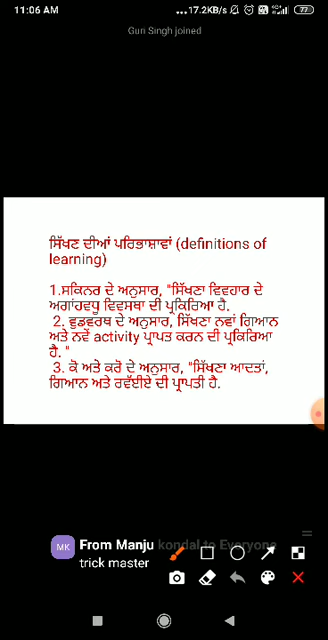 11:06 AM
...17.2KB/s
77
Gun Singh joined
ਸਿੱਖਣ ਦੀਆਂ ਪਰਿਭਾਸ਼ਾਵਾਂ (definitions of
learning)
1.ਸਕਿਨਰ ਦੇ ਅਨੁਸਾਰ, "ਸਿੱਖਣਾ ਵਿਵਹਾਰ ਦੇ
ਅਗਾਂਹਵਧੂ ਵਿਵਸਥਾ ਦੀ ਪ੍ਰਕਿਰਿਆ ਹੈ.
2. ਵੁਡਵਰਥ ਦੇ ਅਨੁਸਾਰ, ਸਿੱਖਣਾ ਨਵਾਂ ਗਿਆਨ
ਅਤੇ ਨਵੇਂ activity ਪ੍ਰਾਪਤ ਕਰਨ ਦੀ ਪ੍ਰਕਿਰਿਆ
ਹੈ. "
3. ਕੋ ਅਤੇ ਕਰੋ ਦੇ ਅਨੁਸਾਰ, "ਸਿੱਖਣਾ ਆਦਤਾਂ,
ਗਿਆਨ ਅਤੇ ਰਵੱਈਏ ਦੀ ਪ੍ਰਾਪਤੀ ਹੈ.
MK
From Manju kondal to Everyone
trick master